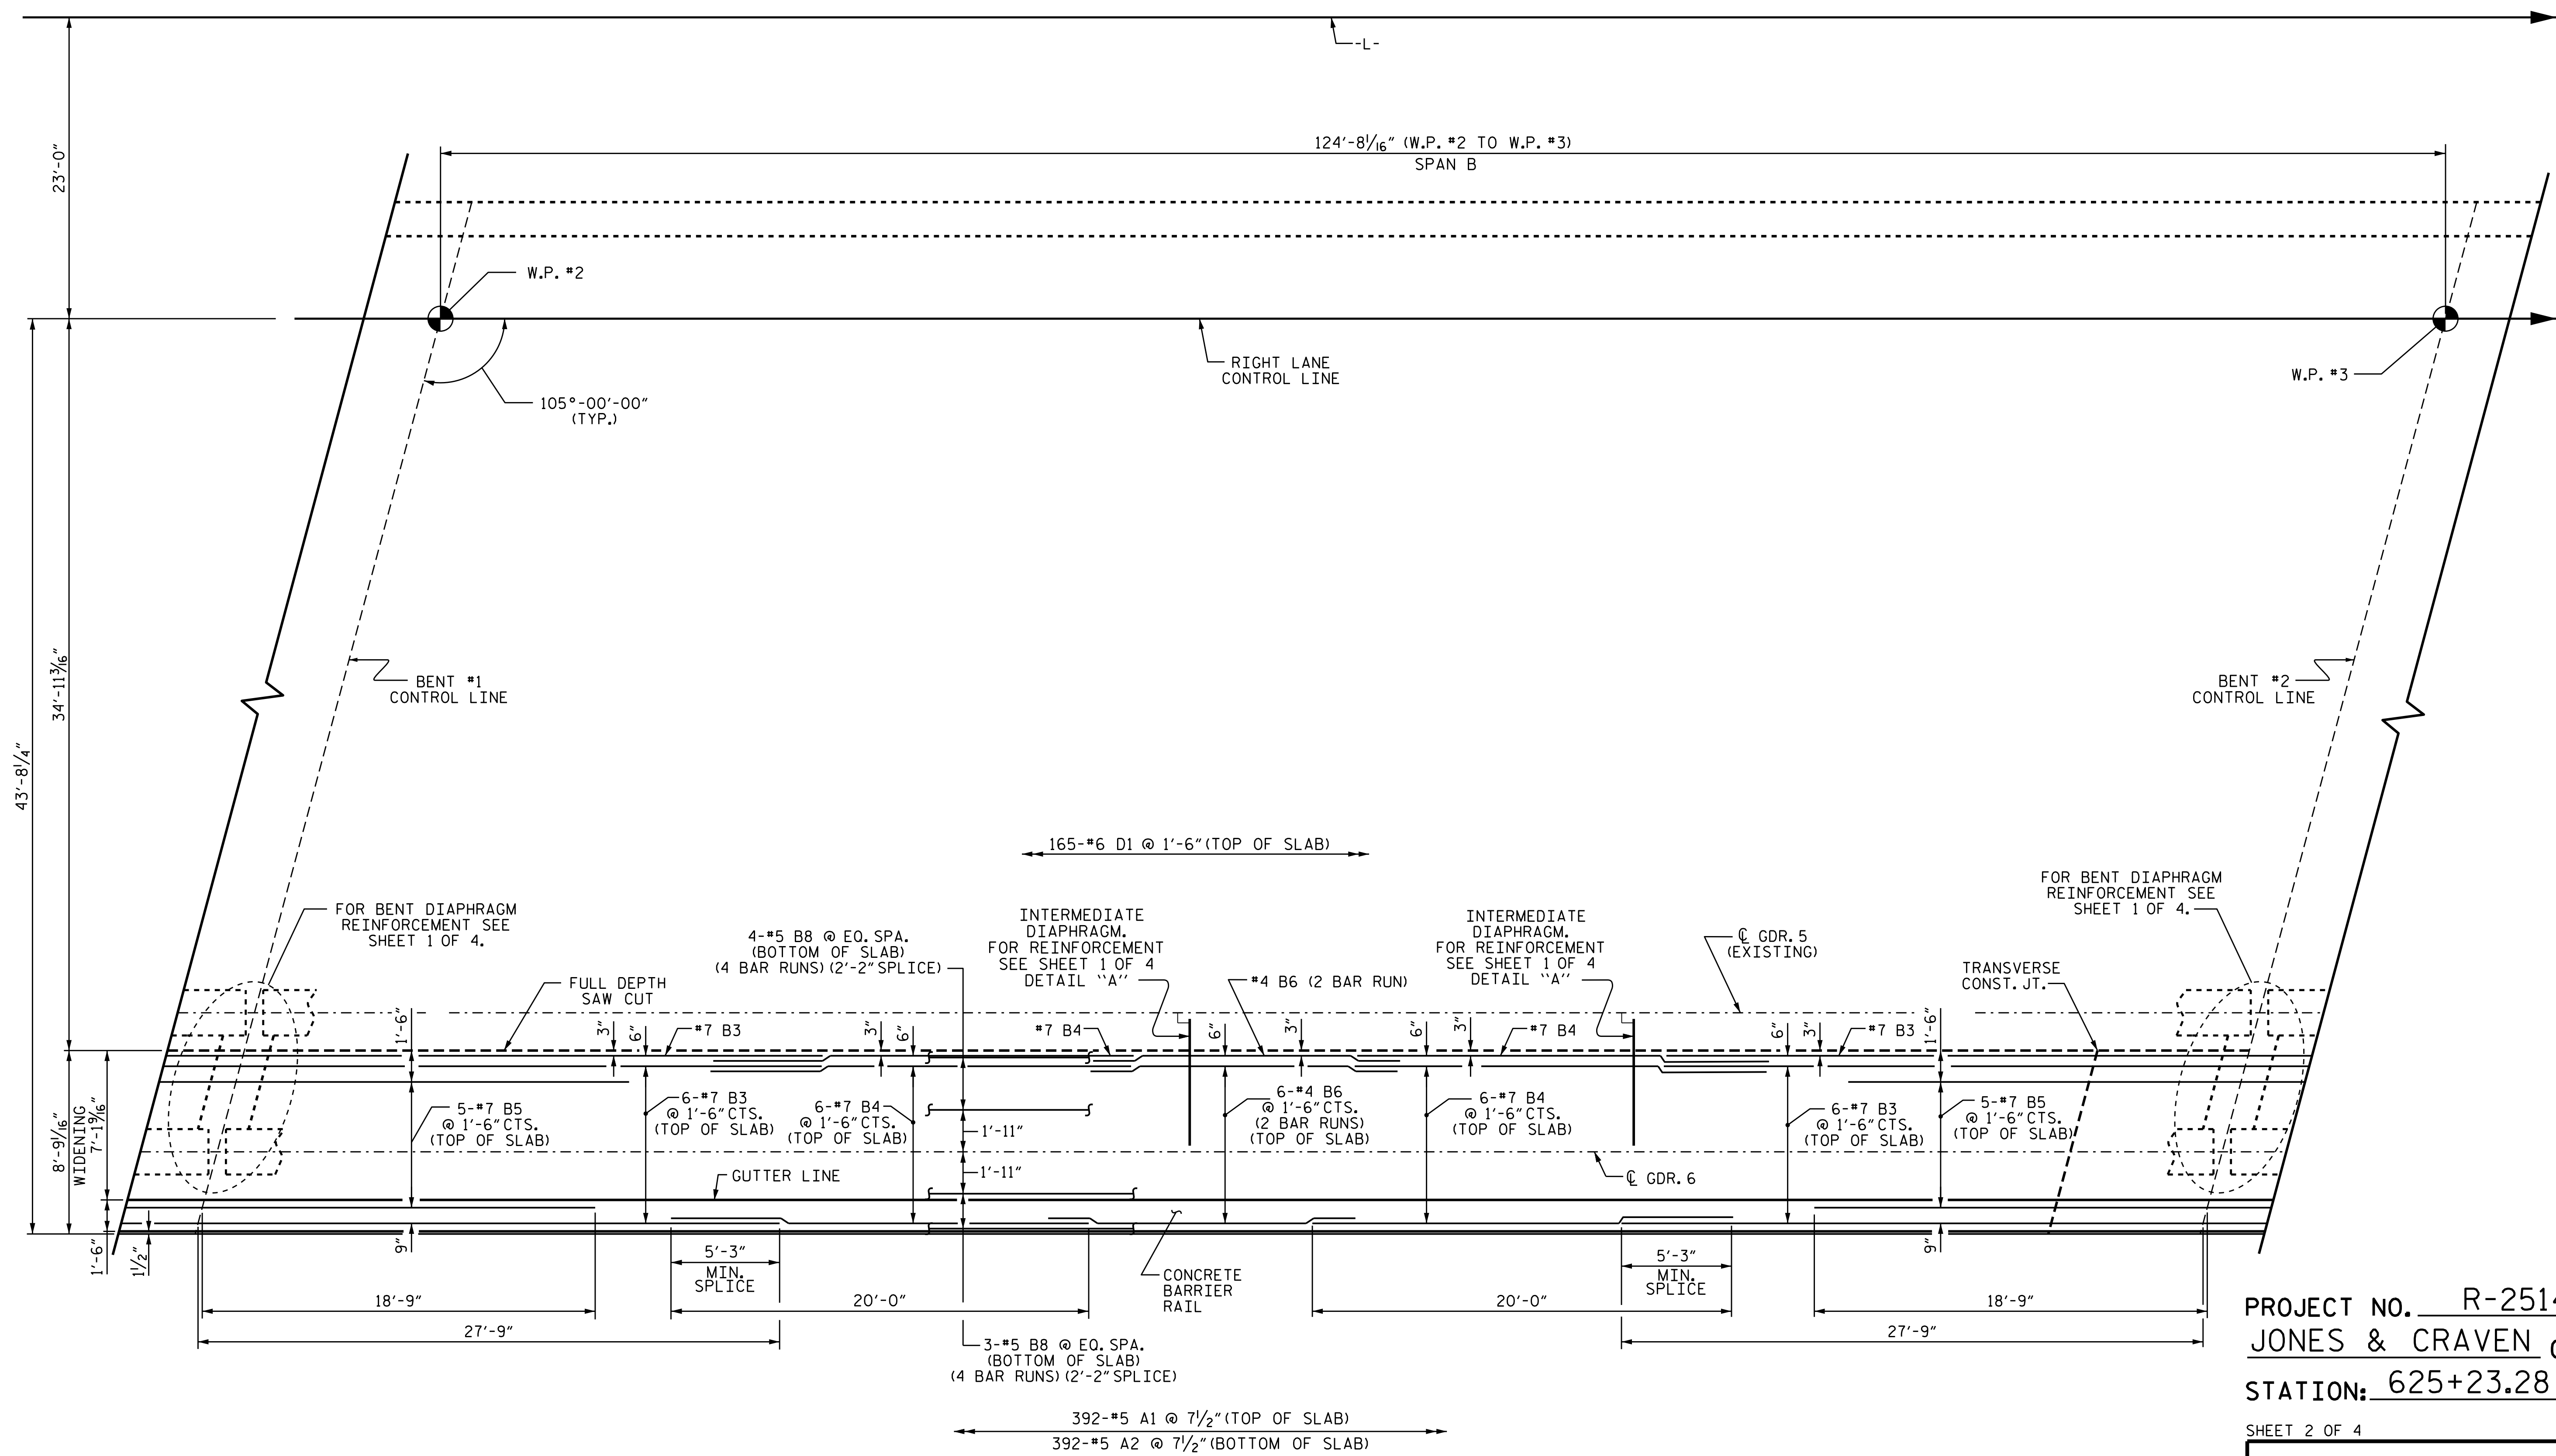 -L-
23'-0"
124'-8 1/16" (W.P. #2 TO W.P. #3)
SPAN B
W.P. #2
RIGHT LANE
CONTROL LINE
W.P. #3
105°-00'-00"
(TYP.)
34'-11 3/16"
43'-8 1/4"
BENT #1
CONTROL LINE
BENT #2
CONTROL LINE
165-#6 D1 @ 1'-6" (TOP OF SLAB)
FOR BENT DIAPHRAGM
REINFORCEMENT SEE
SHEET 1 OF 4.
4-#5 B8 @ EQ. SPA.
(BOTTOM OF SLAB)
(4 BAR RUNS) (2'-2" SPLICE)
INTERMEDIATE
DIAPHRAGM.
FOR REINFORCEMENT
SEE SHEET 1 OF 4
DETAIL ``A''
#4 B6 (2 BAR RUN)
INTERMEDIATE
DIAPHRAGM.
FOR REINFORCEMENT
SEE SHEET 1 OF 4
DETAIL ``A''
℄ GDR. 5
(EXISTING)
TRANSVERSE
CONST. JT.
FOR BENT DIAPHRAGM
REINFORCEMENT SEE
SHEET 1 OF 4.
FULL DEPTH
SAW CUT
1'-6"
3"
6"
#7 B3
3"
6"
#7 B4
6"
3"
6"
3"
#7 B4
6"
3"
#7 B3
1'-6"
8'-9 1/16"
WIDENING
7'-1 9/16"
5-#7 B5
@ 1'-6" CTS.
(TOP OF SLAB)
6-#7 B3
@ 1'-6" CTS.
(TOP OF SLAB)
6-#7 B4
@ 1'-6" CTS.
(TOP OF SLAB)
1'-11"
1'-11"
6-#4 B6
@ 1'-6" CTS.
(2 BAR RUNS)
(TOP OF SLAB)
6-#7 B4
@ 1'-6" CTS.
(TOP OF SLAB)
6-#7 B3
@ 1'-6" CTS.
(TOP OF SLAB)
5-#7 B5
@ 1'-6" CTS.
(TOP OF SLAB)
GUTTER LINE
℄ GDR. 6
1'-6"
1 1/2"
9"
5'-3"
MIN.
SPLICE
CONCRETE
BARRIER
RAIL
5'-3"
MIN.
SPLICE
9"
18'-9"
20'-0"
20'-0"
18'-9"
27'-9"
27'-9"
3-#5 B8 @ EQ. SPA.
(BOTTOM OF SLAB)
(4 BAR RUNS) (2'-2" SPLICE)
392-#5 A1 @ 7 1/2" (TOP OF SLAB)
392-#5 A2 @ 7 1/2" (BOTTOM OF SLAB)
PROJECT NO. R-2514
JONES & CRAVEN
STATION: 625+23.28
SHEET 2 OF 4